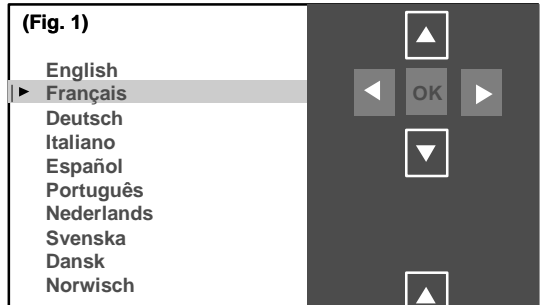 (Fig. 1)
English
Français
Deutsch
Italiano
Español
Português
Nederlands
Svenska
Dansk
Norwisch
OK